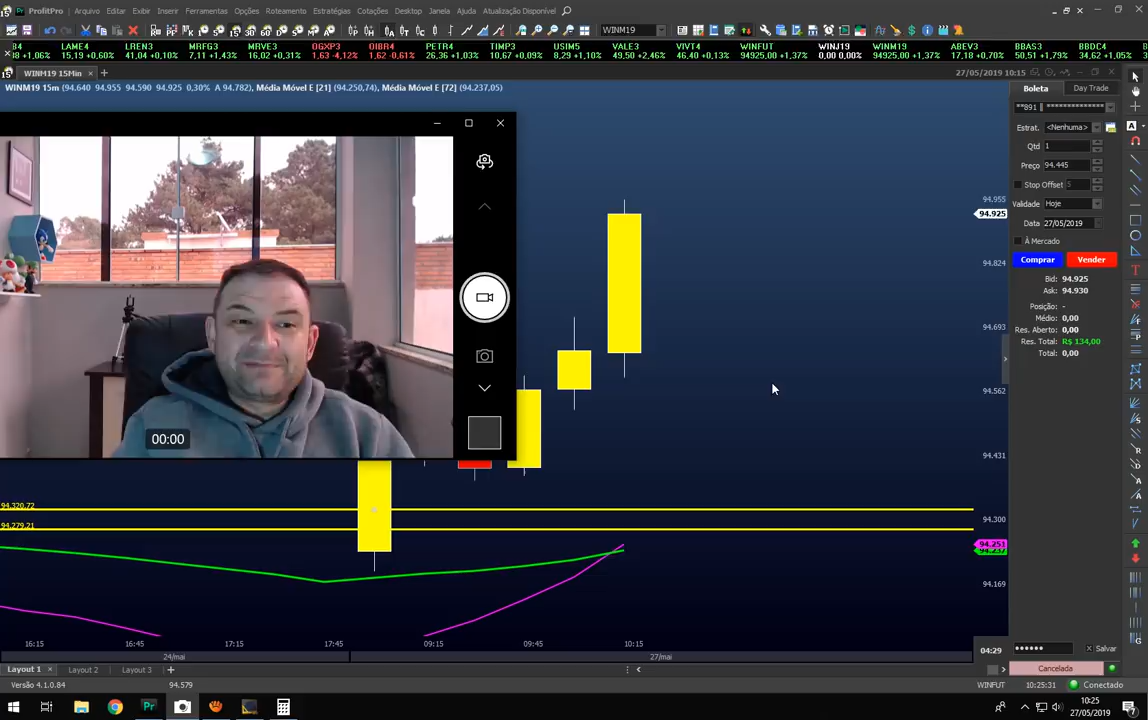 ProfitPro Arquivo Editar Exibir Inserir Ferramentas Opções Roteamento Estratégias Cotações Desktop Janela Ajuda Atualização Disponível
WINM19
B4 LAME4 LREN3 MRFG3 MRVE3 OGXP3 OIBR4 PETR4 TIMP3 USIM5 VALE3 VIVT4 WINFUT WINJ19 WINM19 ABEV3 BBAS3 BBDC4
+1,06% 15,19 +0,60% 41,04 +0,10% 7,11 +1,43% 16,02 +0,31% 1,63 -4,12% 1,62 -0,61% 26,36 +1,03% 10,67 +0,09% 8,29 +1,10% 49,50 +2,46% 46,40 +0,13% 94925,00 +1,37% 0,00 94925,00 +1,37% 17,18 +0,70% 50,51 +1,79% 34,62 +1,05%
WINM19 15Min
27/05/2019 10:15
WINM19 15m (94.640 94.955 94.590 94.925 0,30% A 94.782), Média Móvel E [21] (94.250,74), Média Móvel E [72] (94.237,05)
Boleta Day Trade
**891 || **************
Estrat. <Nenhuma>
Qtd 1
Preço 94.445
Stop Offset 5
Validade Hoje
Data 27/05/2019
À Mercado
Comprar Vender
Bid: 94.925
Ask: 94.930
Posição: -
Médio: 0,00
Res. Aberto: 0,00
Res. Total: R$ 134,00
Total: 0,00
94.955
94.925
94.824
94.693
94.562
94.431
94.300
94.251
94.237
94.169
00:00
94.320,72
94.279,21
16:15 16:45 17:15 17:45 09:15 09:45 10:15
24/mai 27/mai
04:29
****** Salvar
Layout 1 Layout 2 Layout 3
Cancelada
Versão 4.1.0.84 94.579 WINFUT 10:25:31 Conectado
10:25
27/05/2019